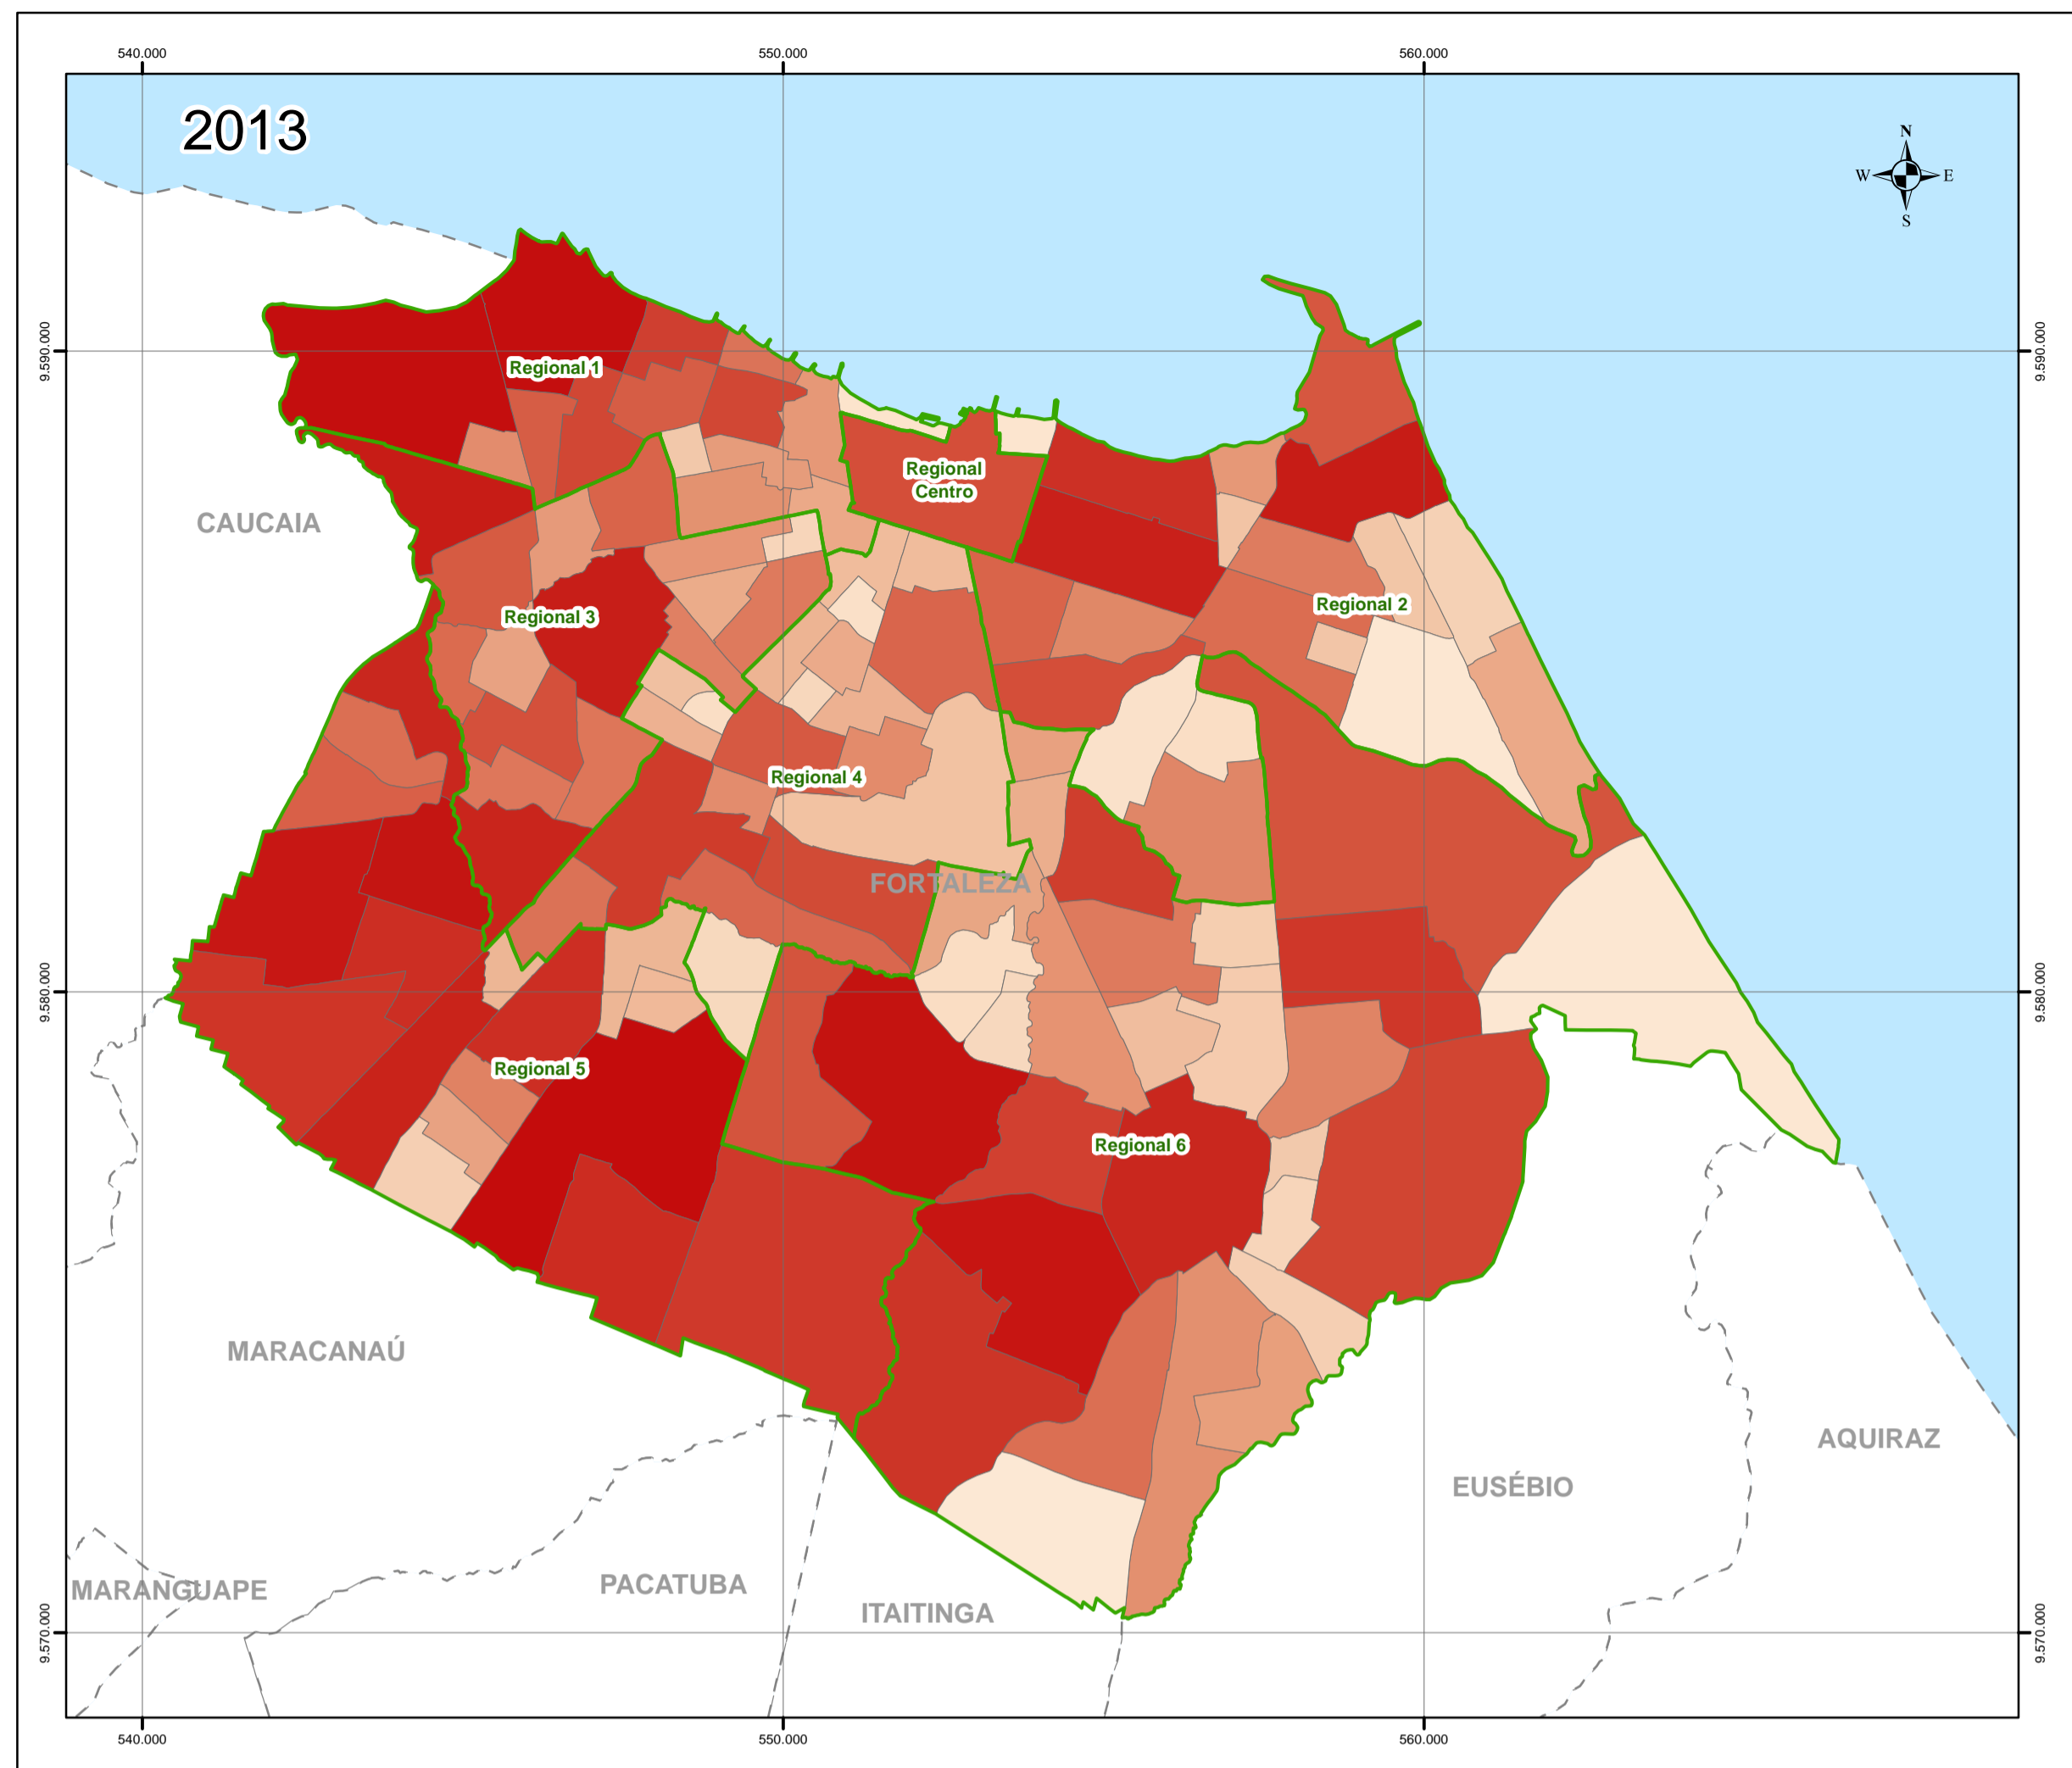 540.000
550.000
560.000
2013
N
W
E
S
9.590.000
9.590.000
Regional 1
Regional
Centro
CAUCAIA
Regional 2
Regional 3
Regional 4
FORTALEZA
9.580.000
9.580.000
Regional 5
Regional 6
MARACANAÚ
AQUIRAZ
EUSÉBIO
MARANGUAPE
PACATUBA
ITAITINGA
9.570.000
9.570.000
540.000
550.000
560.000